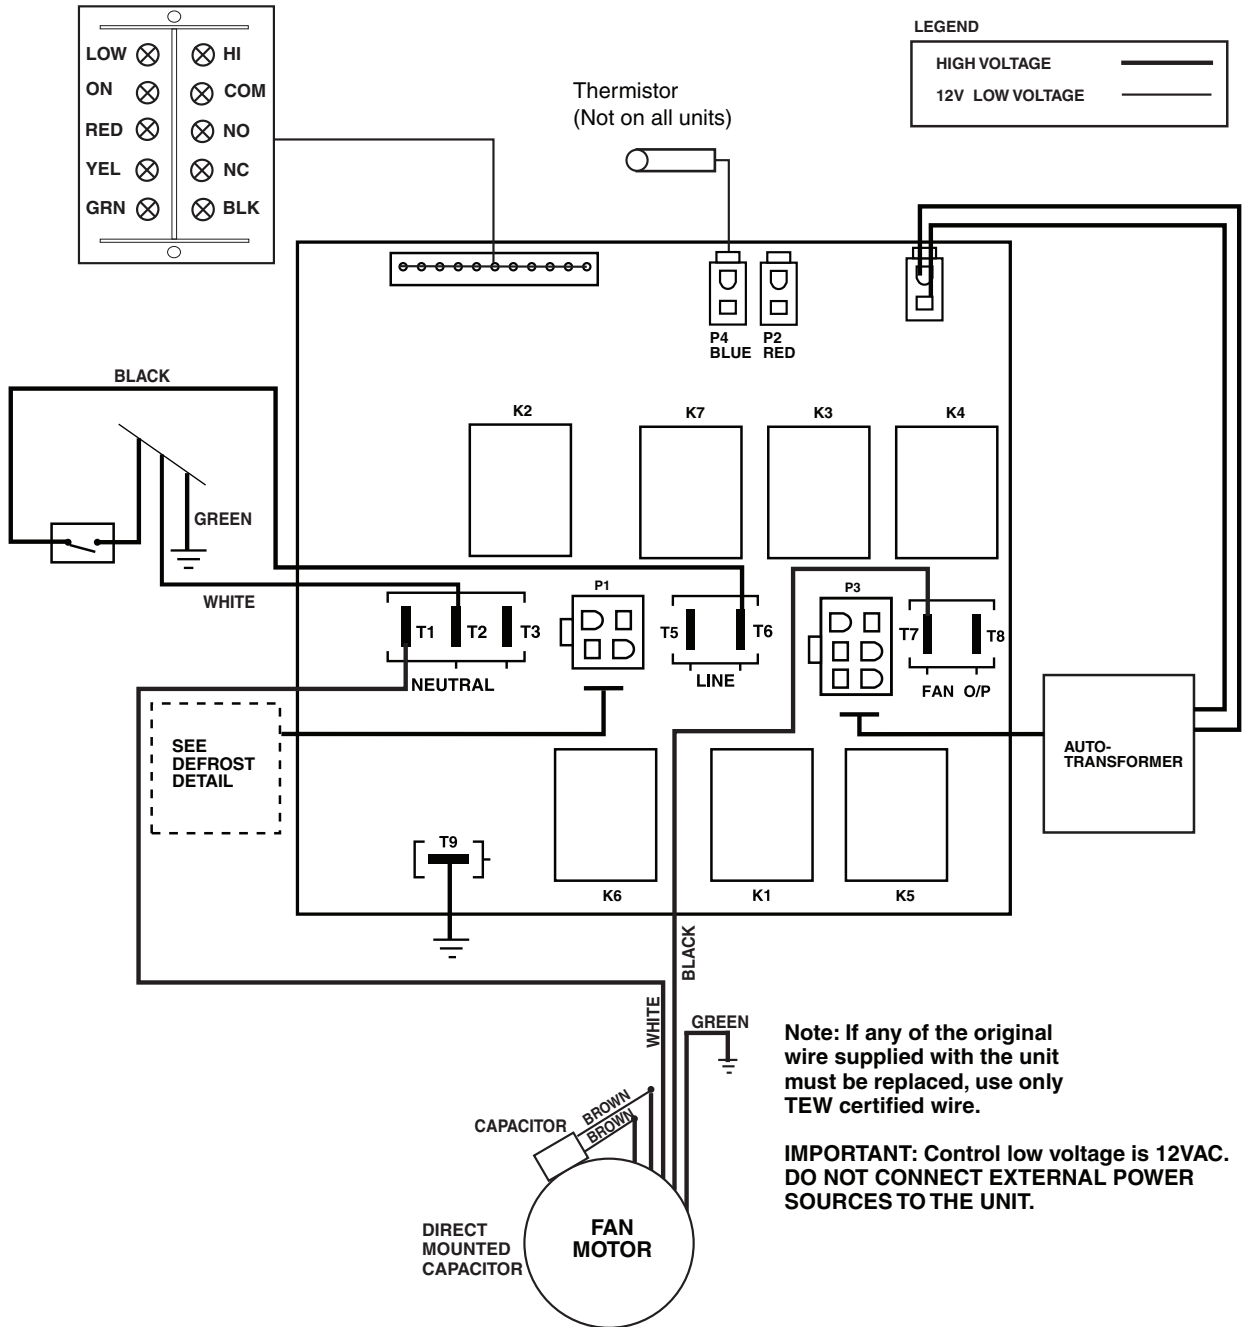 LEGEND
HIGH VOLTAGE
12V LOW VOLTAGE
LOW HI
ON COM
RED NO
YEL NC
GRN BLK
Thermistor
(Not on all units)
P4
BLUE
P2
RED
BLACK
K2
K7
K3
K4
GREEN
WHITE
P1
P3
T1
T2
T3
T5
T6
T7
T8
NEUTRAL
LINE
FAN O/P
SEE
DEFROST
DETAIL
AUTO-
TRANSFORMER
T9
K6
K1
K5
BLACK
WHITE
GREEN
Note: If any of the original
wire supplied with the unit
must be replaced, use only
TEW certified wire.
IMPORTANT: Control low voltage is 12VAC.
DO NOT CONNECT EXTERNAL POWER
SOURCES TO THE UNIT.
CAPACITOR
BROWN
BROWN
DIRECT
MOUNTED
CAPACITOR
FAN
MOTOR